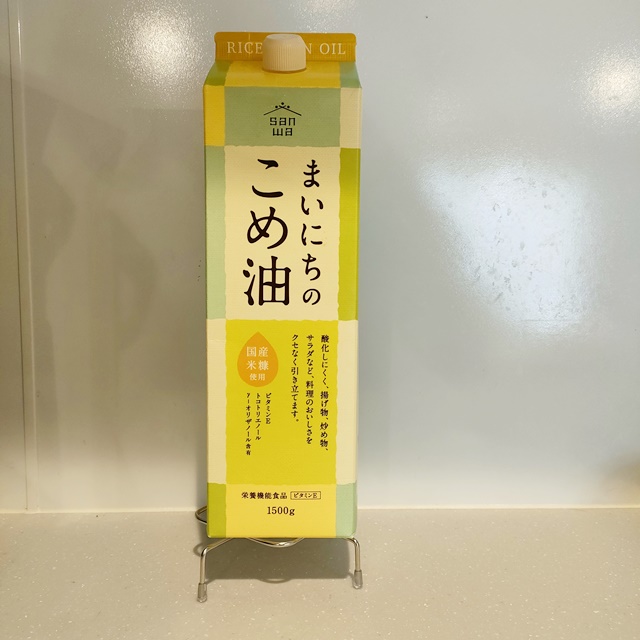 RICE BRAN OIL
san
wa
まいにちの
こめ油
酸化しにくく、揚げ物、炒め物、
サラダなど、料理のおいしさを
クセなく引き立てます。
国産
米糠
使用
ビタミンE
トコトリエノール
γ-オリザノール含有
栄養機能食品 ビタミンE
1500g